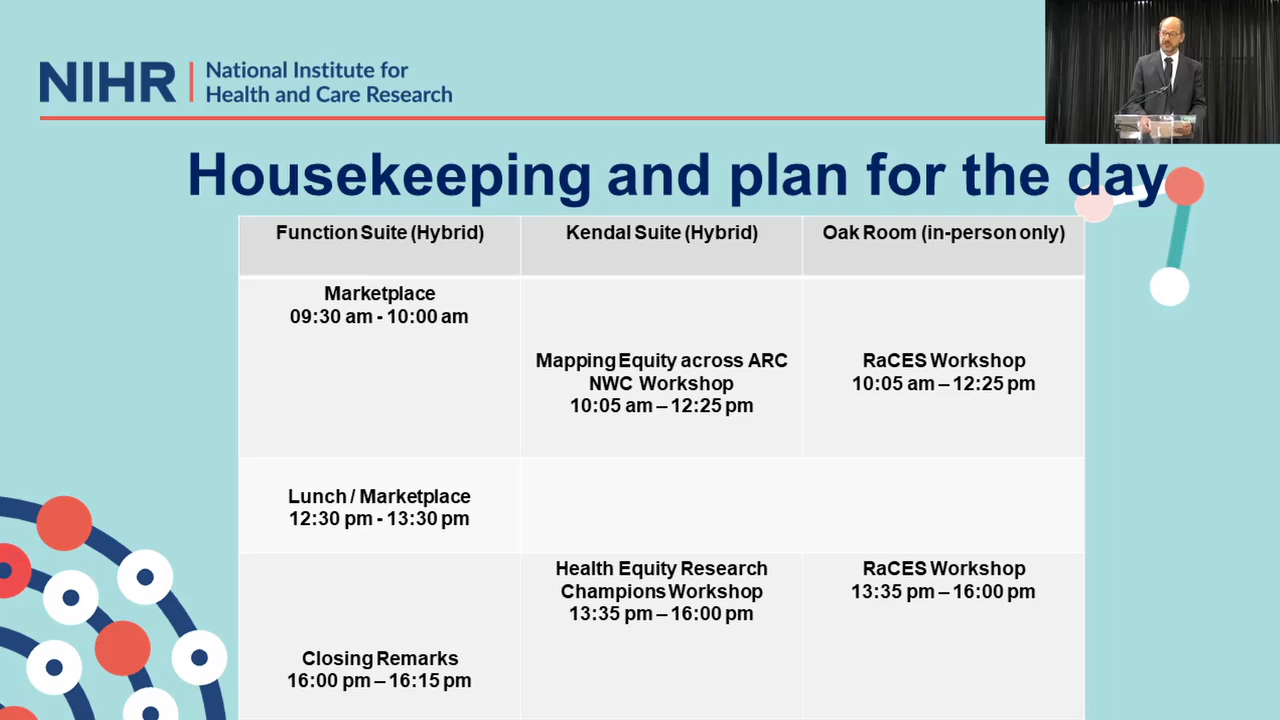 NIHR | National Institute for
Health and Care Research
Housekeeping and plan for the day
Function Suite (Hybrid)
Kendal Suite (Hybrid)
Oak Room (in-person only)
Marketplace
09:30 am - 10:00 am
Mapping Equity across ARC
NWC Workshop
10:05 am – 12:25 pm
RaCES Workshop
10:05 am – 12:25 pm
Lunch / Marketplace
12:30 pm - 13:30 pm
Health Equity Research
Champions Workshop
13:35 pm – 16:00 pm
RaCES Workshop
13:35 pm – 16:00 pm
Closing Remarks
16:00 pm – 16:15 pm